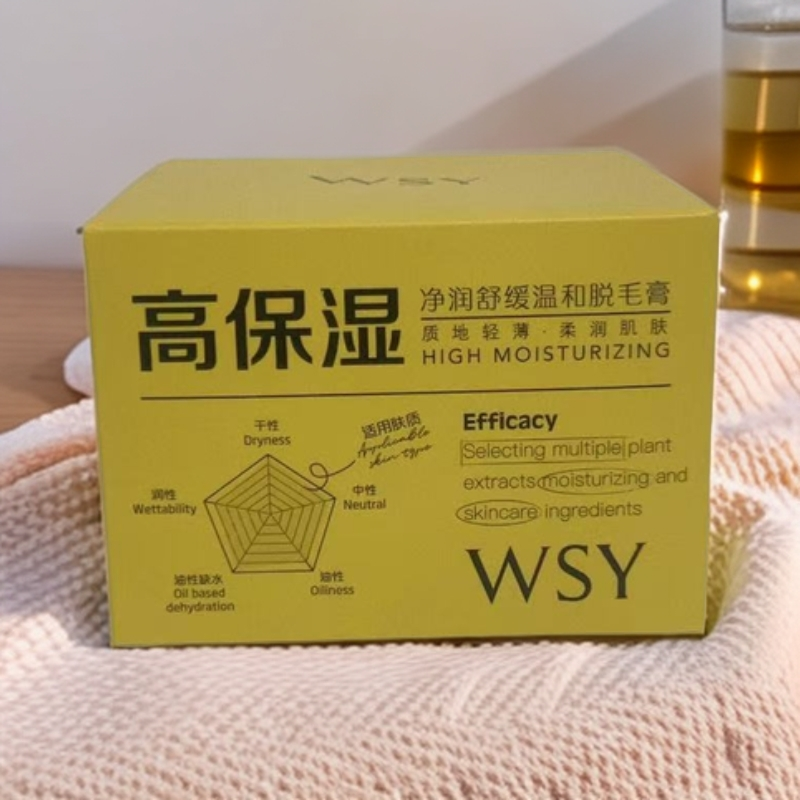 WSY
高保湿
净润舒缓温和脱毛膏
质地轻薄·柔润肌肤
HIGH MOISTURIZING
干性
Dryness
适用肤质
Applicable
skin type
润性
Wettability
中性
Neutral
油性缺水
Oil based
dehydration
油性
Oiliness
Efficacy
Selecting multiple plant
extracts moisturizing and
skincare ingredients
WSY